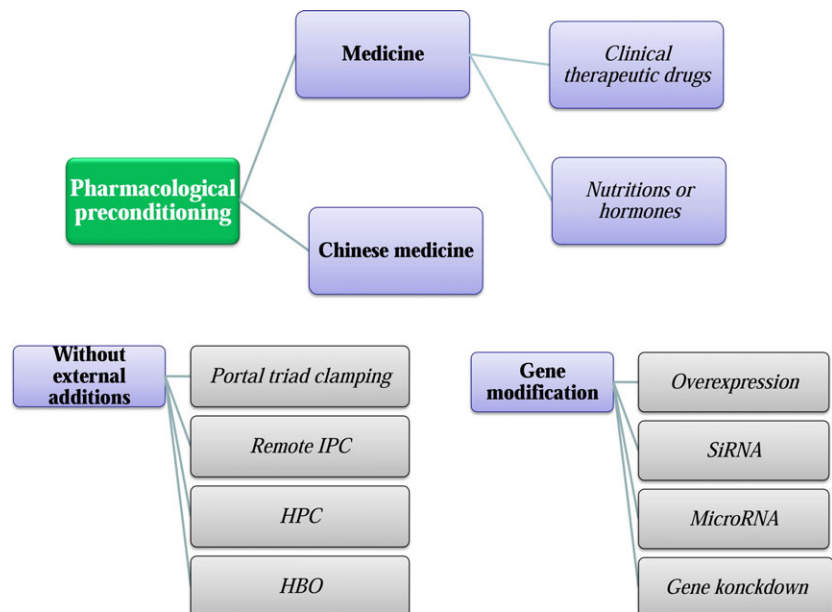 Medicine
Clinical
therapeutic drugs
Pharmacological
preconditioning
Nutritions or
hormones
Chinese medicine
Without
external
additions
Portal triad clamping
Remote IPC
HPC
HBO
Gene
modification
Overexpression
SiRNA
MicroRNA
Gene konckdown